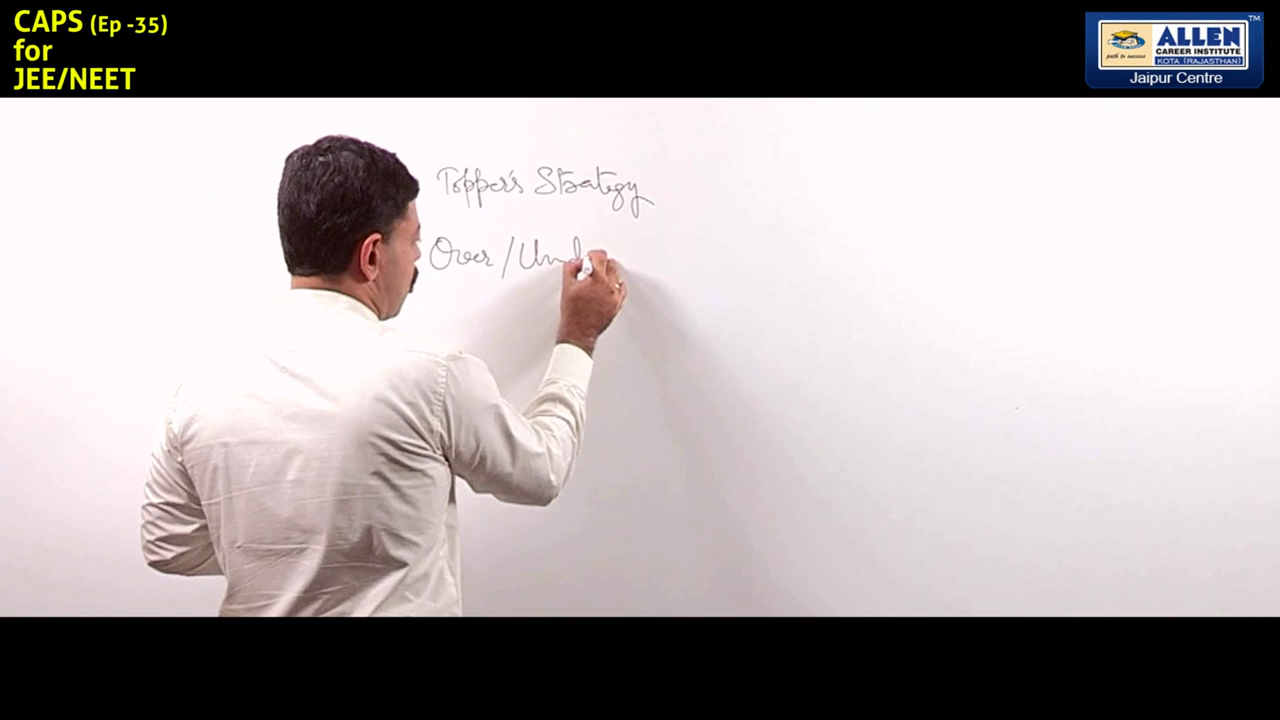 CAPS (Ep -35)
for
JEE/NEET
ALLEN
TM
CAREER INSTITUTE
KOTA (RAJASTHAN)
path to success
Jaipur Centre
Topper's Strategy
Over / Und